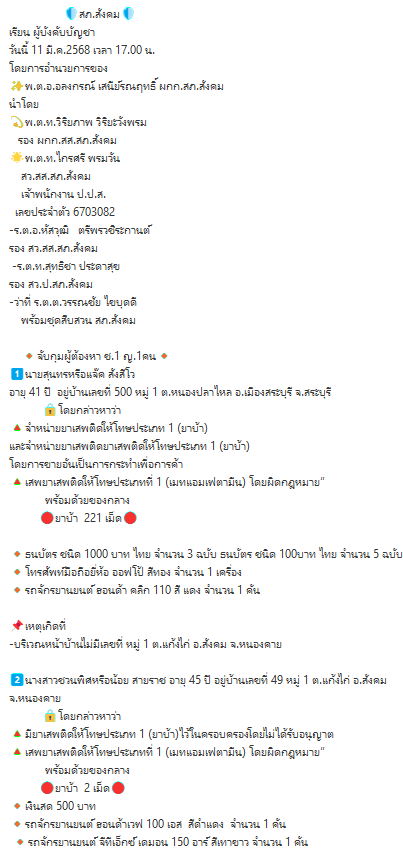 🛡️สภ.สังคม🛡️
เรียน ผู้บังคับบัญชา
วันนี้ 11 มี.ค.2568 เวลา 17.00 น.
โดยการอำนวยการของ
✨พ.ต.อ.อลงกรณ์ เสนีย์รณฤทธิ์ ผกก.สภ.สังคม
นำโดย
💫พ.ต.ท.วิริยภาพ วิริยะวังพรม
รอง ผกก.สส.สภ.สังคม
🌟พ.ต.ท.ไกรศรี พรมวัน
สว.สส.สภ.สังคม
เจ้าพนักงาน ป.ป.ส.
เลขประจำตัว 6703082
-ร.ต.อ.หัสวุฒิ ตรีพรวชิระกานต์
รอง สว.สส.สภ.สังคม
-ร.ต.ท.สุทธิชา ประดาสุข
รอง สว.ป.สภ.สังคม
-ว่าที่ ร.ต.ต.วรรณชัย ไขบุดดี
พร้อมชุดสืบสวน สภ.สังคม
🔸จับกุมผู้ต้องหา ช.1 ญ.1คน🔸
1️⃣นายสุนทรหรือแจ๊ค สังสีโว
อายุ 41 ปี อยู่บ้านเลขที่ 500 หมู่ 1 ต.หนองปลาไหล อ.เมืองสระบุรี จ.สระบุรี
🔒โดยกล่าวหาว่า
🔺จำหน่ายยาเสพติดให้โทษประเภท 1 (ยาบ้า)
และจำหน่ายยาเสพติดยาเสพติดให้โทษประเภท 1 (ยาบ้า)
โดยการขายอันเป็นการกระทำเพื่อการค้า
🔺เสพยาเสพติดให้โทษประเภทที่ 1 (เมทแอมเฟตามีน) โดยผิดกฎหมาย”
พร้อมด้วยของกลาง
🔴ยาบ้า 221 เม็ด🔴
🔸ธนบัตร ชนิด 1000 บาท ไทย จำนวน 3 ฉบับ ธนบัตร ชนิด 100บาท ไทย จำนวน 5 ฉบับ
🔸โทรศัพท์มือถือยี่ห้อ ออฟโป้ สีทอง จำนวน 1 เครื่อง
🔸รถจักรยานยนต์ ฮอนด้า คลิก 110 สี แดง จำนวน 1 คัน
📌เหตุเกิดที่
-บริเวณหน้าบ้านไม่มีเลขที่ หมู่ 1 ต.แก้งไก่ อ.สังคม จ.หนองคาย
2️⃣นางสาวชวนพิศหรือน้อย สายราช อายุ 45 ปี อยู่บ้านเลขที่ 49 หมู่ 1 ต.แก้งไก่ อ.สังคม
จ.หนองคาย
🔒โดยกล่าวหาว่า
🔺มียาเสพติดให้โทษประเภท 1 (ยาบ้า)ไว้ในครอบครองโดยไม่ได้รับอนุญาต
🔺เสพยาเสพติดให้โทษประเภทที่ 1 (เมทแอมเฟตามีน) โดยผิดกฎหมาย”
พร้อมด้วยของกลาง
🔴ยาบ้า 2 เม็ด🔴
🔸เงินสด 500 บาท
🔸รถจักรยานยนต์ ฮอนด้าเวฟ 100 เอส สีดำแดง จำนวน 1 คัน
🔸รถจักรยานยนต์ จีทีเอ็กซ์ เดมอน 150 อาร์ สีเทาขาว จำนวน 1 คัน